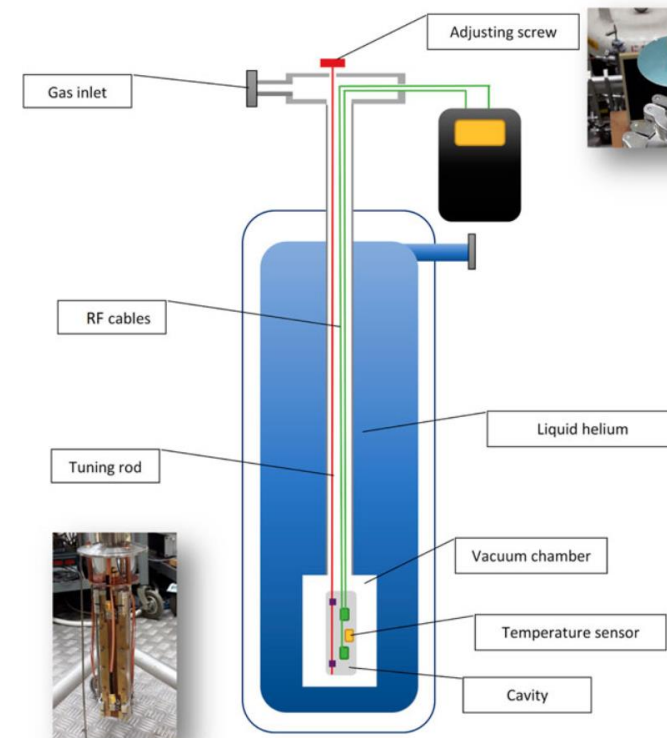 Adjusting screw
Gas inlet
RF cables
Liquid helium
Tuning rod
Vacuum chamber
Temperature sensor
Cavity